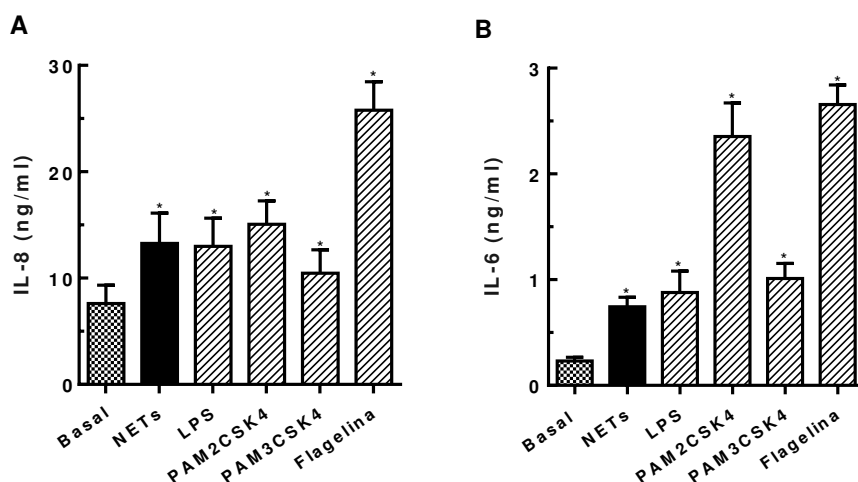 A
IL-8 (ng/ml)
30
20
10
0
*
*
*
*
*
Basal
NETs
LPS
PAM2CSK4
PAM3CSK4
Flagelina
B
IL-6 (ng/ml)
3
2
1
0
*
*
*
*
*
Basal
NETs
LPS
PAM2CSK4
PAM3CSK4
Flagelina